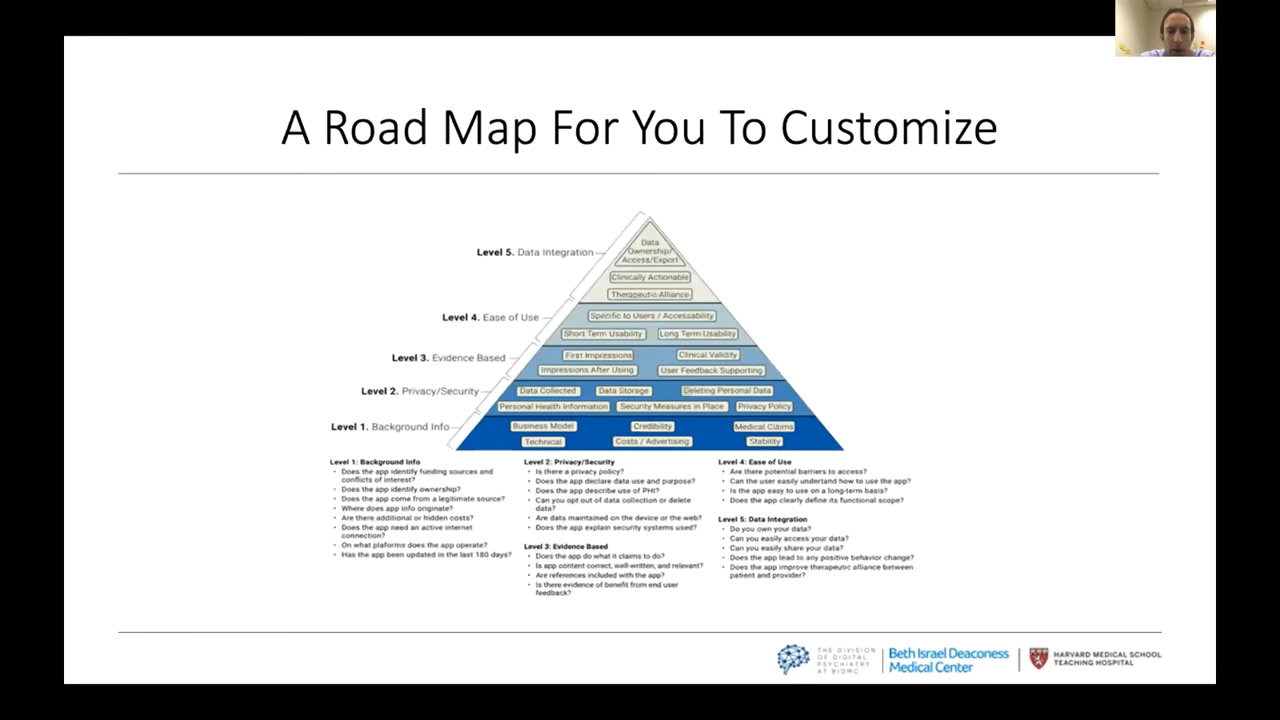 A Road Map For You To Customize
Level 5. Data Integration
Data
Ownership/
Access/Export
Clinically Actionable
Therapeutic Alliance
Level 4. Ease of Use
Specific to Users / Accessability
Short Term Usability
Long Term Usability
Level 3. Evidence Based
First Impressions
Clinical Validity
Impressions After Using
User Feedback Supporting
Level 2. Privacy/Security
Data Collected
Data Storage
Deleting Personal Data
Personal Health Information
Security Measures in Place
Privacy Policy
Level 1. Background Info
Business Model
Credibility
Medical Claims
Technical
Costs / Advertising
Stability
Level 1: Background Info
• Does the app identify funding sources and
conflicts of interest?
• Does the app identify ownership?
• Does the app come from a legitimate source?
• Where does app info originate?
• Are there additional or hidden costs?
• Does the app need an active internet
connection?
• On what plaforms does the app operate?
• Has the app been updated in the last 180 days?
Level 2: Privacy/Security
• Is there a privacy policy?
• Does the app declare data use and purpose?
• Does the app describe use of PHI?
• Can you opt out of data collection or delete
data?
• Are data maintained on the device or the web?
• Does the app explain security systems used?
Level 3: Evidence Based
• Does the app do what it claims to do?
• Is app content correct, well-written, and relevant?
• Are references included with the app?
• Is there evidence of benefit from end user
feedback?
Level 4: Ease of Use
• Are there potential barriers to access?
• Can the user easily undertand how to use the app?
• Is the app easy to use on a long-term basis?
• Does the app clearly define its functional scope?
Level 5: Data Integration
• Do you own your data?
• Can you easily access your data?
• Can you easily share your data?
• Does the app lead to any positive behavior change?
• Does the app improve therapeutic alliance between
patient and provider?
THE DIVISION
OF DIGITAL
PSYCHIATRY
AT BIDMC
Beth Israel Deaconess
Medical Center
HARVARD MEDICAL SCHOOL
TEACHING HOSPITAL